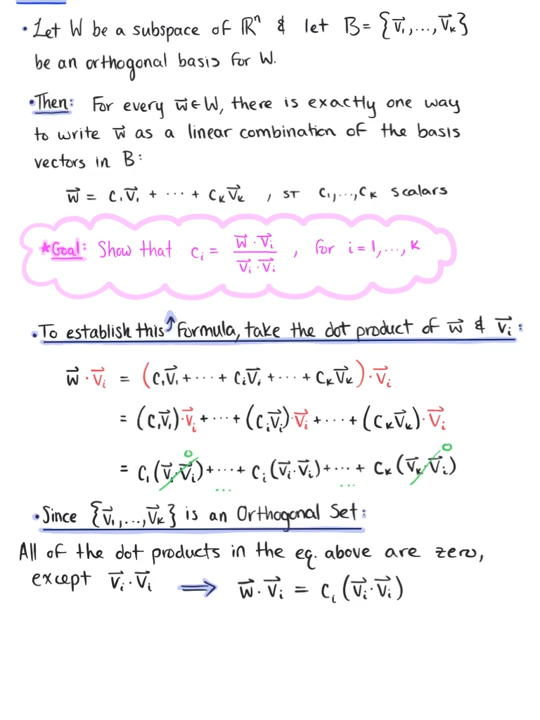 • Let W be a subspace of ℝⁿ & let B = {v⃗₁,...,v⃗ₖ}
be an orthogonal basis for W.
• Then: For every w⃗ ∈ W, there is exactly one way
to write w⃗ as a linear combination of the basis
vectors in B:
w⃗ = c₁v⃗₁ + ··· + cₖv⃗ₖ , ST c₁,...,cₖ scalars
*Goal: Show that cᵢ = (w⃗·v⃗ᵢ)/(v⃗ᵢ·v⃗ᵢ) , for i=1,...,k
• To establish this ↑ Formula, take the dot product of w⃗ & v⃗ᵢ:
w⃗·v⃗ᵢ = (c₁v⃗₁ + ··· + cᵢv⃗ᵢ + ··· + cₖv⃗ₖ)·v⃗ᵢ
= (c₁v⃗₁)·v⃗ᵢ + ··· + (cᵢv⃗ᵢ)·v⃗ᵢ + ··· + (cₖv⃗ₖ)·v⃗ᵢ
= c₁(v⃗₁·v⃗ᵢ)⁰ + ··· + cᵢ(v⃗ᵢ·v⃗ᵢ) + ··· + cₖ(v⃗ₖ·v⃗ᵢ)⁰
... ...
• Since {v⃗₁,...,v⃗ₖ} is an Orthogonal Set:
All of the dot products in the eq. above are zero,
except v⃗ᵢ·v⃗ᵢ ⟹ w⃗·v⃗ᵢ = cᵢ(v⃗ᵢ·v⃗ᵢ)